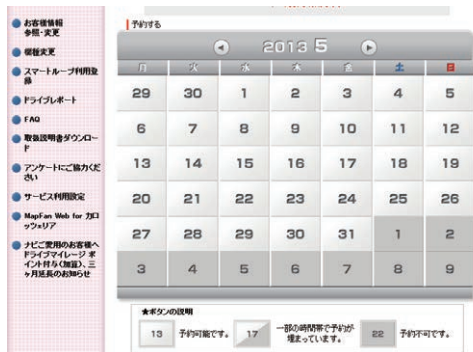 お客様情報
参照・変更
機種変更
スマートループ利用登
録
ドライブレポート
FAQ
取扱説明書ダウンロー
ド
アンケートにご協力くだ
さい
サービス利用設定
MapFan Web for カロ
ッツェリア
ナビご愛用のお客様へ
ドライブマイレージ ポ
イント付与(加算)、三
ヶ月延長のお知らせ
予約する
2013 5
月 火 水 木 金 土 日
29 30 1 2 3 4 5
6 7 8 9 10 11 12
13 14 15 16 17 18 19
20 21 22 23 24 25 26
27 28 29 30 31 1 2
3 4 5 6 7 8 9
★ボタンの説明
13 予約可能です。 17 一部の時間帯で予約が
埋まっています。 22 予約不可です。